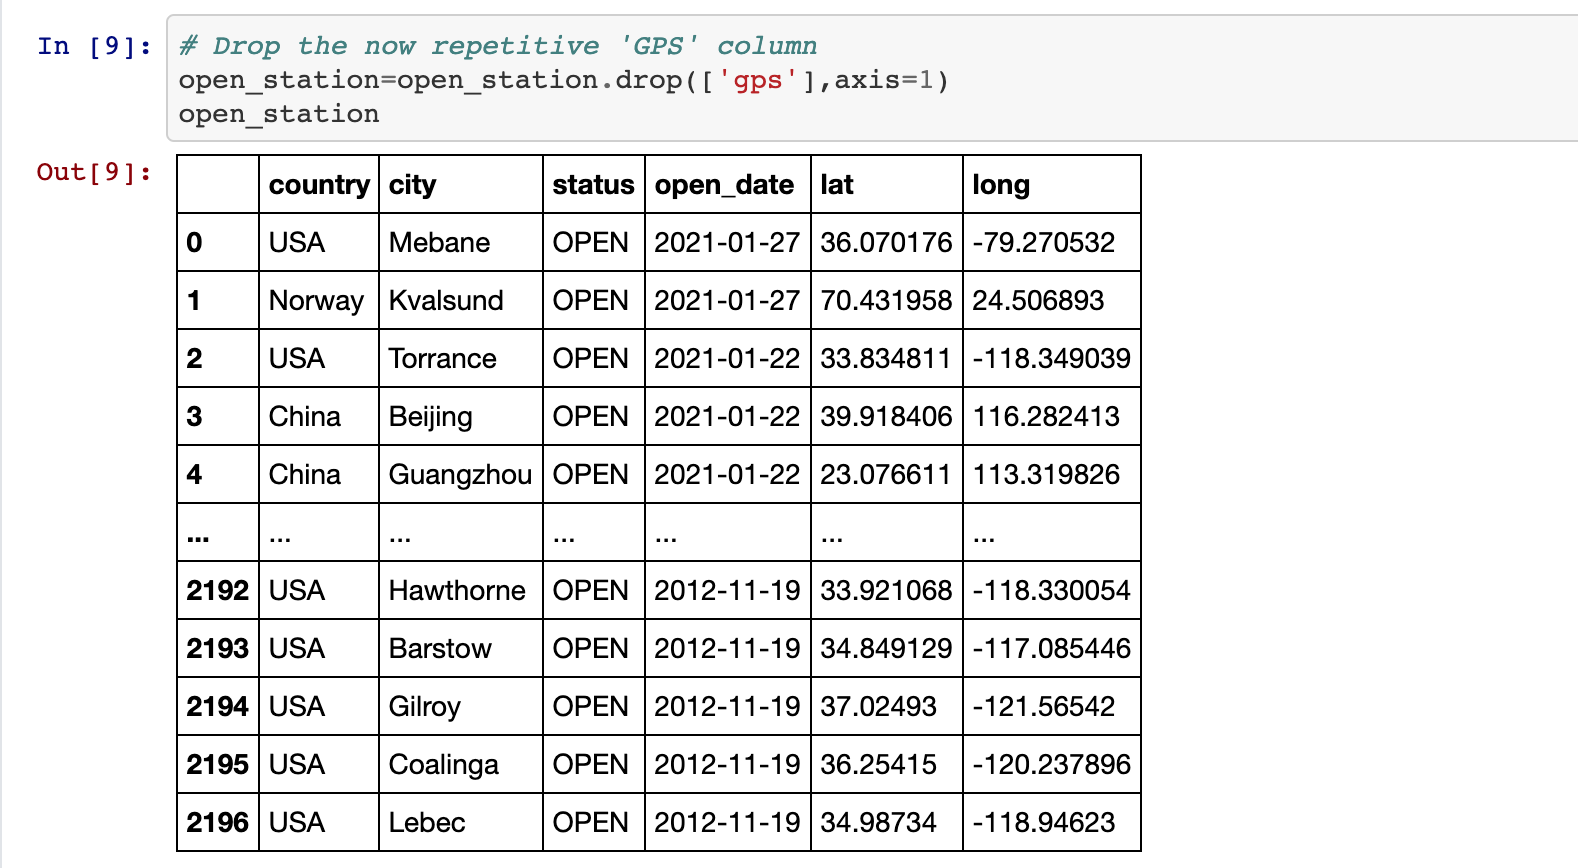 In [9]: # Drop the now repetitive 'GPS' column
open_station=open_station.drop(['gps'],axis=1)
open_station
Out[9]:
country city status open_date lat long
0 USA Mebane OPEN 2021-01-27 36.070176 -79.270532
1 Norway Kvalsund OPEN 2021-01-27 70.431958 24.506893
2 USA Torrance OPEN 2021-01-22 33.834811 -118.349039
3 China Beijing OPEN 2021-01-22 39.918406 116.282413
4 China Guangzhou OPEN 2021-01-22 23.076611 113.319826
... ... ... ... ... ... ...
2192 USA Hawthorne OPEN 2012-11-19 33.921068 -118.330054
2193 USA Barstow OPEN 2012-11-19 34.849129 -117.085446
2194 USA Gilroy OPEN 2012-11-19 37.02493 -121.56542
2195 USA Coalinga OPEN 2012-11-19 36.25415 -120.237896
2196 USA Lebec OPEN 2012-11-19 34.98734 -118.94623